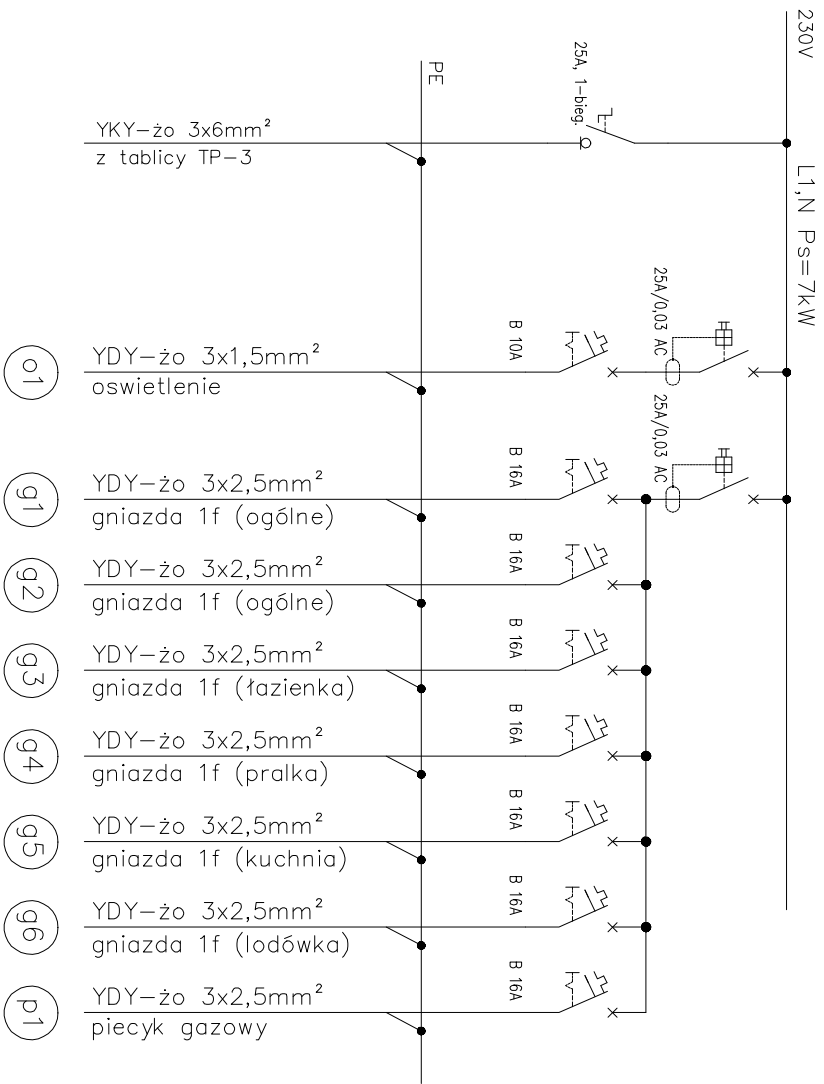 230V
L1,N Ps=7kW
PE
25A, 1-bieg.
YKY-żo 3x6mm²
z tablicy TP-3
25A/0,03 AC
B 10A
YDY-żo 3x1,5mm²
oswietlenie
o1
25A/0,03 AC
B 16A
YDY-żo 3x2,5mm²
gniazda 1f (ogólne)
g1
B 16A
YDY-żo 3x2,5mm²
gniazda 1f (ogólne)
g2
B 16A
YDY-żo 3x2,5mm²
gniazda 1f (łazienka)
g3
B 16A
YDY-żo 3x2,5mm²
gniazda 1f (pralka)
g4
B 16A
YDY-żo 3x2,5mm²
gniazda 1f (kuchnia)
g5
B 16A
YDY-żo 3x2,5mm²
gniazda 1f (lodówka)
g6
B 16A
YDY-żo 3x2,5mm²
piecyk gazowy
p1